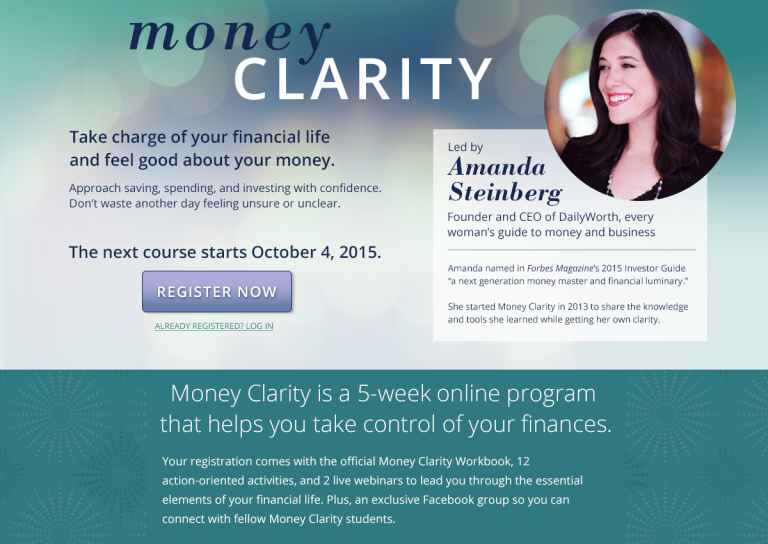 money
CLARITY
Take charge of your financial life
and feel good about your money.
Approach saving, spending, and investing with confidence.
Don't waste another day feeling unsure or unclear.
The next course starts October 4, 2015.
REGISTER NOW
ALREADY REGISTERED? LOG IN
Led by
Amanda
Steinberg
Founder and CEO of DailyWorth, every
woman's guide to money and business
Amanda named in Forbes Magazine's 2015 Investor Guide
“a next generation money master and financial luminary.”
She started Money Clarity in 2013 to share the knowledge
and tools she learned while getting her own clarity.
Money Clarity is a 5-week online program
that helps you take control of your finances.
Your registration comes with the official Money Clarity Workbook, 12
action-oriented activities, and 2 live webinars to lead you through the essential
elements of your financial life. Plus, an exclusive Facebook group so you can
connect with fellow Money Clarity students.